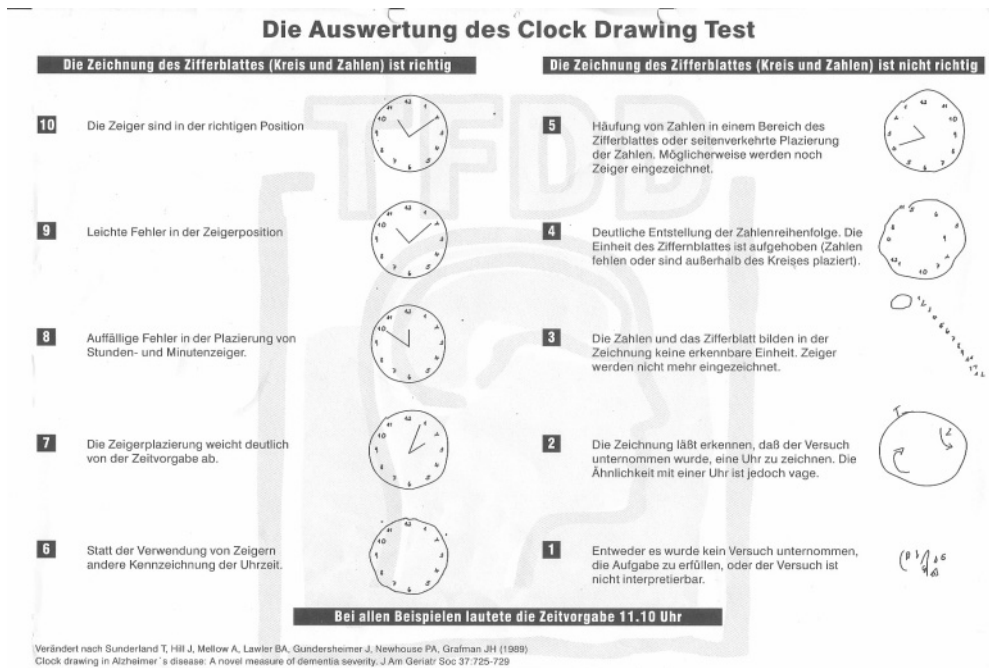 Die Auswertung des Clock Drawing Test
Die Zeichnung des Zifferblattes (Kreis und Zahlen) ist richtig
10
Die Zeiger sind in der richtigen Position
9
Leichte Fehler in der Zeigerposition
8
Auffällige Fehler in der Plazierung von
Stunden- und Minutenzeiger.
7
Die Zeigerplazierung weicht deutlich
von der Zeitvorgabe ab.
6
Statt der Verwendung von Zeigern
andere Kennzeichnung der Uhrzeit.
Die Zeichnung des Zifferblattes (Kreis und Zahlen) ist nicht richtig
5
Häufung von Zahlen in einem Bereich des
Zifferblattes oder seitenverkehrte Plazierung
der Zahlen. Möglicherweise werden noch
Zeiger eingezeichnet.
4
Deutliche Entstellung der Zahlenreihenfolge. Die
Einheit des Ziffernblattes ist aufgehoben (Zahlen
fehlen oder sind außerhalb des Kreises plaziert).
3
Die Zahlen und das Zifferblatt bilden in der
Zeichnung keine erkennbare Einheit. Zeiger
werden nicht mehr eingezeichnet.
2
Die Zeichnung läßt erkennen, daß der Versuch
unternommen wurde, eine Uhr zu zeichnen. Die
Ähnlichkeit mit einer Uhr ist jedoch vage.
1
Entweder es wurde kein Versuch unternommen,
die Aufgabe zu erfüllen, oder der Versuch ist
nicht interpretierbar.
TFDD
Bei allen Beispielen lautete die Zeitvorgabe 11.10 Uhr
Verändert nach Sunderland T, Hill J, Mellow A, Lawler BA, Gundersheimer J, Newhouse PA, Grafman JH (1989)
Clock drawing in Alzheimer´s disease: A novel measure of dementia severity. J Am Geriatr Soc 37:725-729